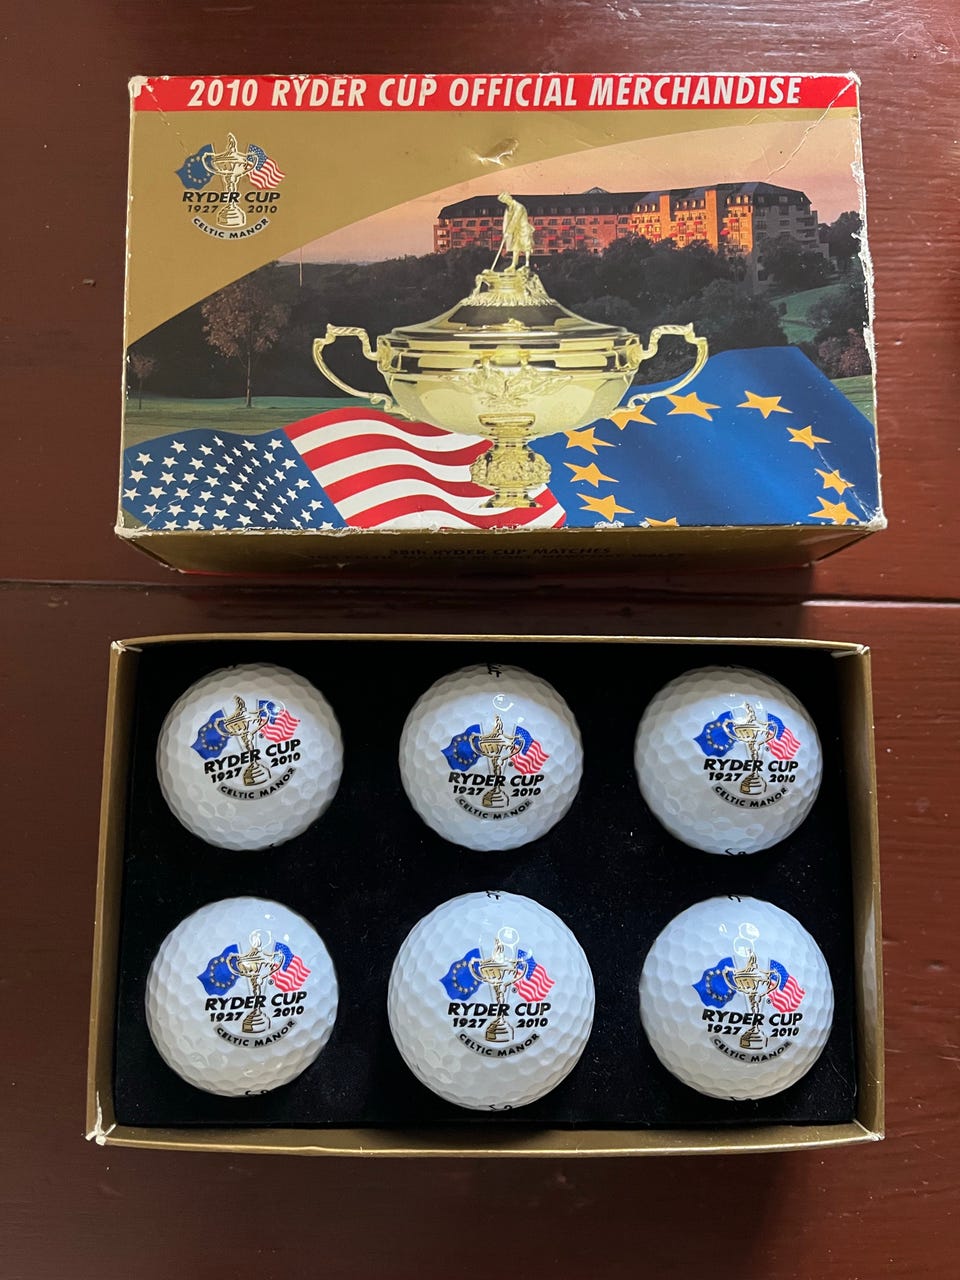 2010 RYDER CUP OFFICIAL MERCHANDISE
RYDER CUP
1927 2010
CELTIC MANOR
38th RYDER CUP MATCHES
RYDER CUP
1927 2010
CELTIC MANOR
RYDER CUP
1927 2010
CELTIC MANOR
RYDER CUP
1927 2010
CELTIC MANOR
RYDER CUP
1927 2010
CELTIC MANOR
RYDER CUP
1927 2010
CELTIC MANOR
RYDER CUP
1927 2010
CELTIC MANOR